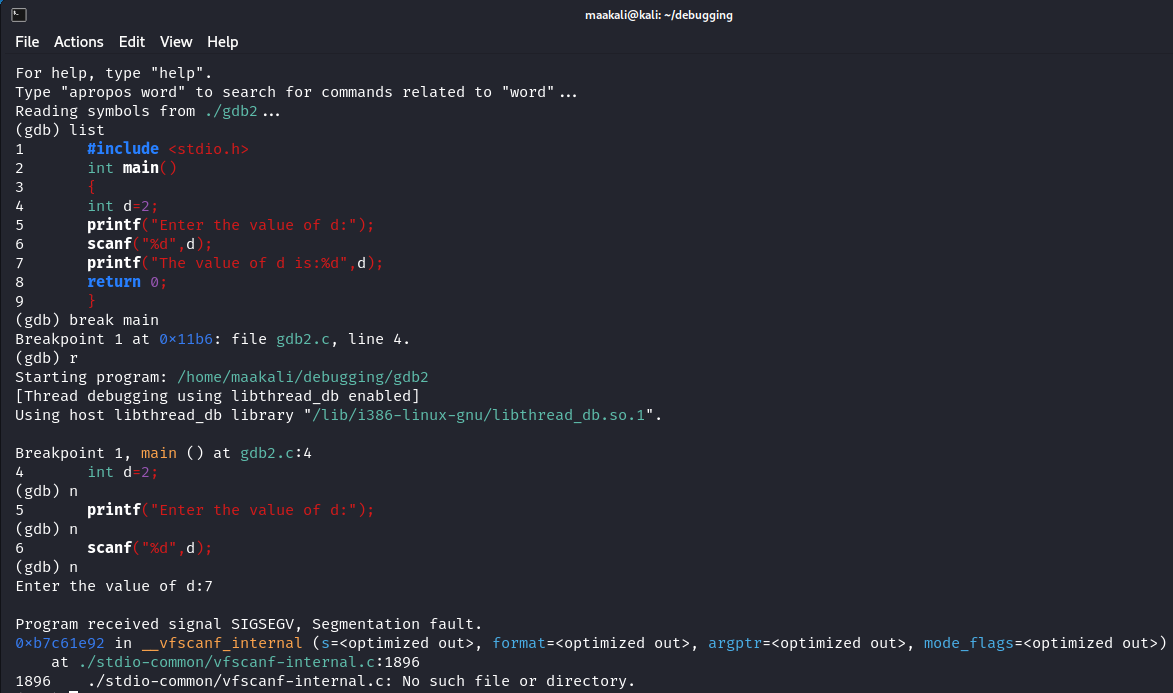 maakali@kali: ~/debugging
File Actions Edit View Help
For help, type "help".
Type "apropos word" to search for commands related to "word"...
Reading symbols from ./gdb2...
(gdb) list
1 #include <stdio.h>
2 int main()
3 {
4 int d=2;
5 printf("Enter the value of d:");
6 scanf("%d",d);
7 printf("The value of d is:%d",d);
8 return 0;
9 }
(gdb) break main
Breakpoint 1 at 0×11b6: file gdb2.c, line 4.
(gdb) r
Starting program: /home/maakali/debugging/gdb2
[Thread debugging using libthread_db enabled]
Using host libthread_db library "/lib/i386-linux-gnu/libthread_db.so.1".
Breakpoint 1, main () at gdb2.c:4
4 int d=2;
(gdb) n
5 printf("Enter the value of d:");
(gdb) n
6 scanf("%d",d);
(gdb) n
Enter the value of d:7
Program received signal SIGSEGV, Segmentation fault.
0×b7c61e92 in __vfscanf_internal (s=<optimized out>, format=<optimized out>, argptr=<optimized out>, mode_flags=<optimized out>)
at ./stdio-common/vfscanf-internal.c:1896
1896 ./stdio-common/vfscanf-internal.c: No such file or directory.